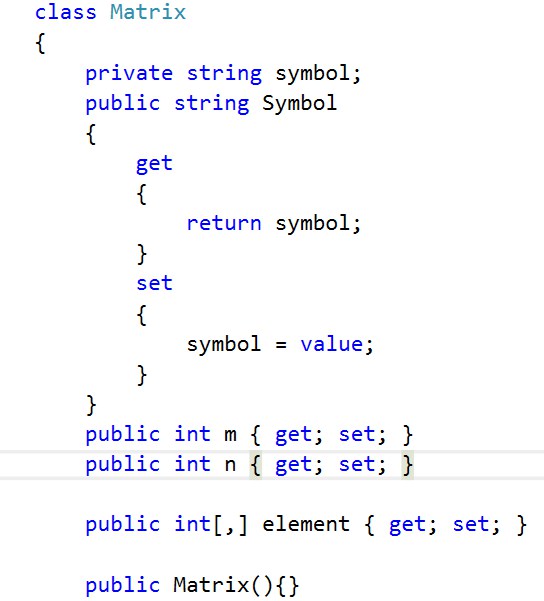 class Matrix
{
private string symbol;
public string Symbol
{
get
{
return symbol;
}
set
{
symbol = value;
}
}
public int m { get; set; }
public int n { get; set; }
public int[,] element { get; set; }
public Matrix(){}